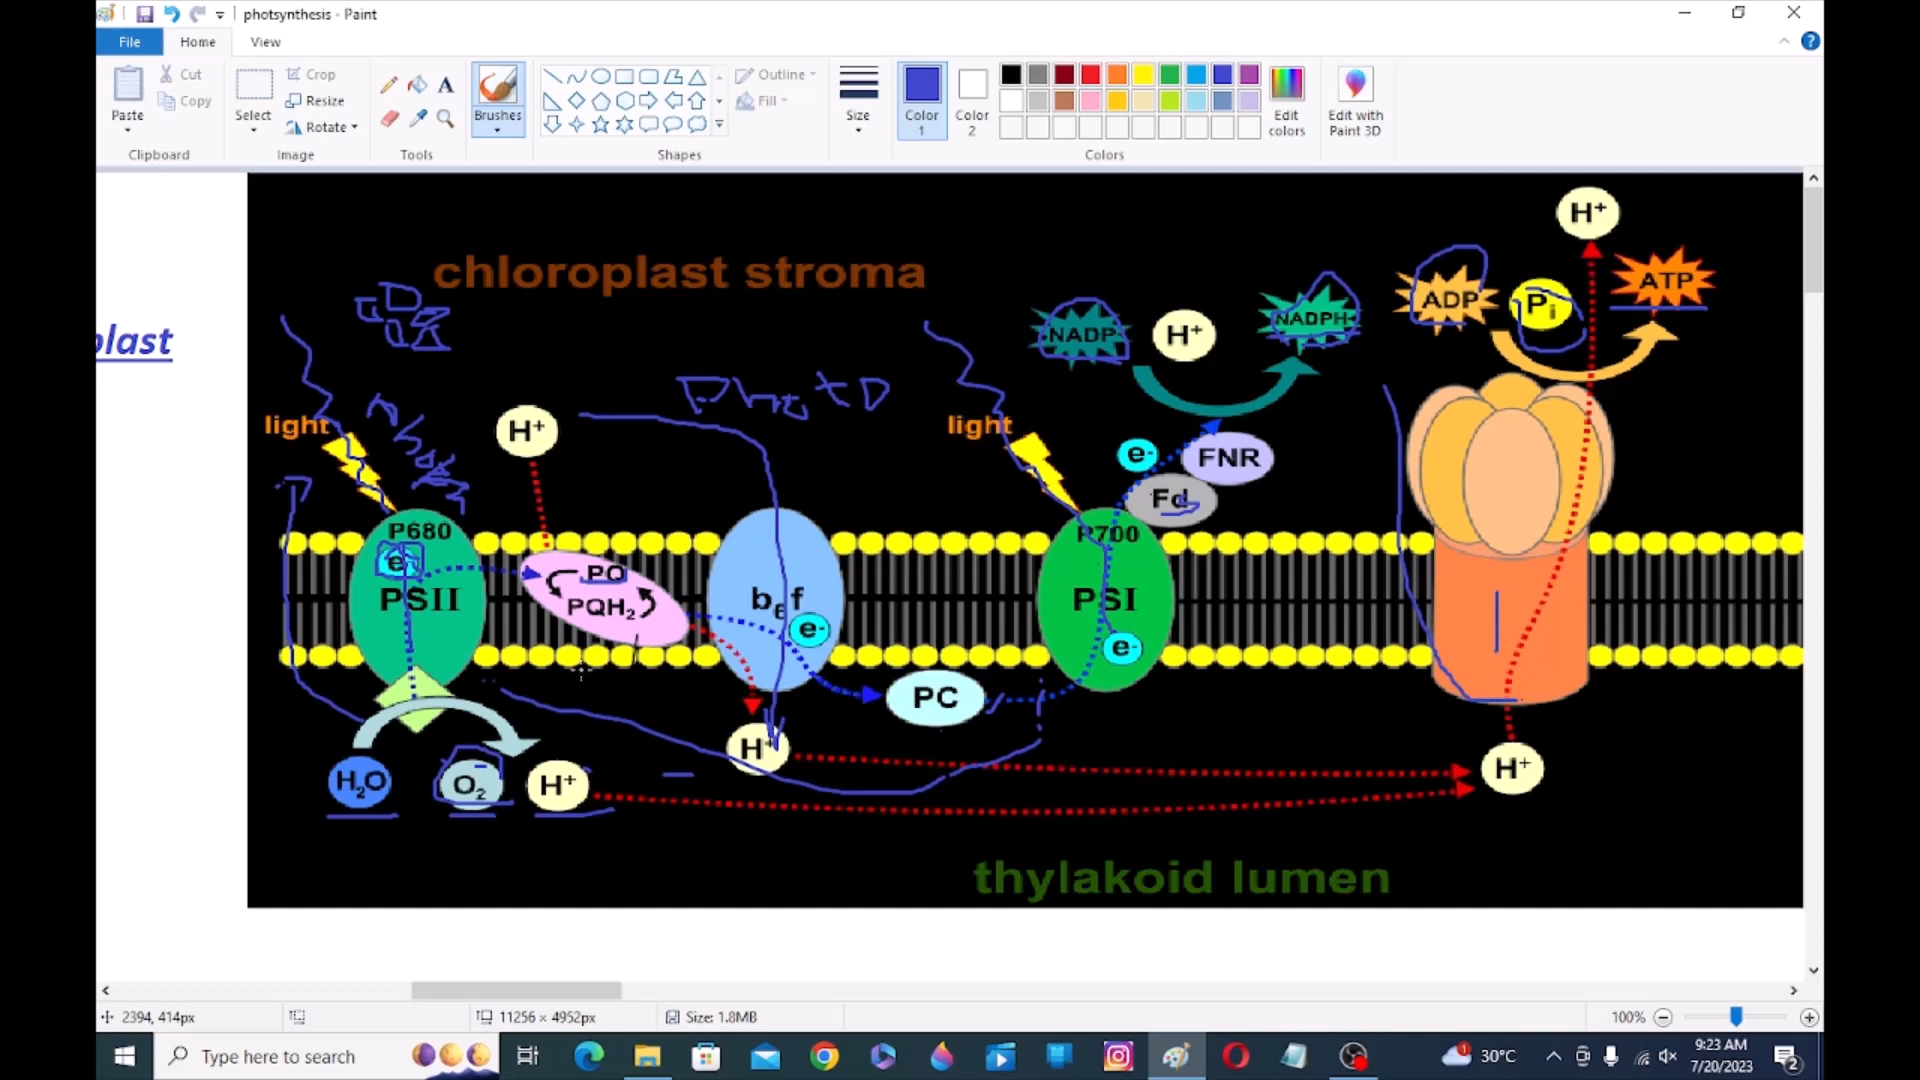 photsynthesis - Paint
File Home View
Paste Cut Copy Clipboard
Select Crop Resize Rotate Image
Tools
Brushes
Outline Fill Shapes
Size
Color 1 Color 2 Edit colors Edit with Paint 3D Colors
chloroplast stroma
plast
H⁺
ADP Pi ATP
NADP H⁺ NADPH
light
H⁺
light
e⁻ FNR
Fd
P680
e
PSII
PQ
PQH₂
b₆f
e⁻
P700
PSI
e⁻
PC
H₂O O₂ H⁺
H⁺
H⁺
thylakoid lumen
2394, 414px 11256 × 4952px Size: 1.8MB 100%
Type here to search
30°C
9:23 AM
7/20/2023
2